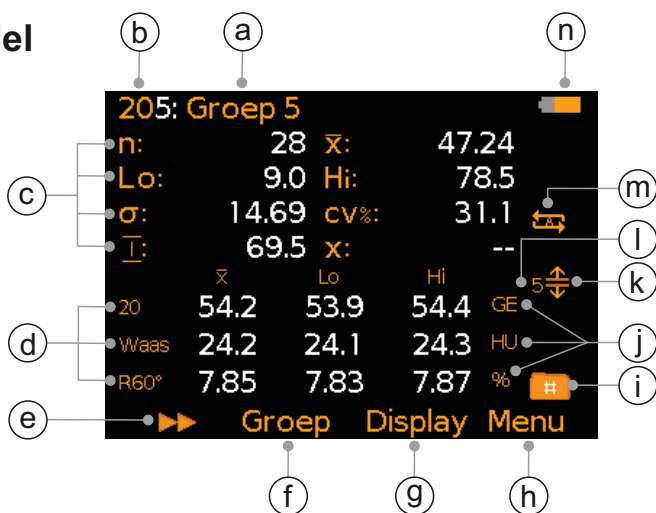 del
b a n
205: Groep 5
n: 28 x̅: 47.24
Lo: 9.0 Hi: 78.5
c m
σ: 14.69 cv%: 31.1
I̅: 69.5 x: --
l
x̅ Lo Hi
5 k
20 54.2 53.9 54.4 GE
d Waas 24.2 24.1 24.3 HU j
R60° 7.85 7.83 7.87 %
# i
e Groep Display Menu
f g h